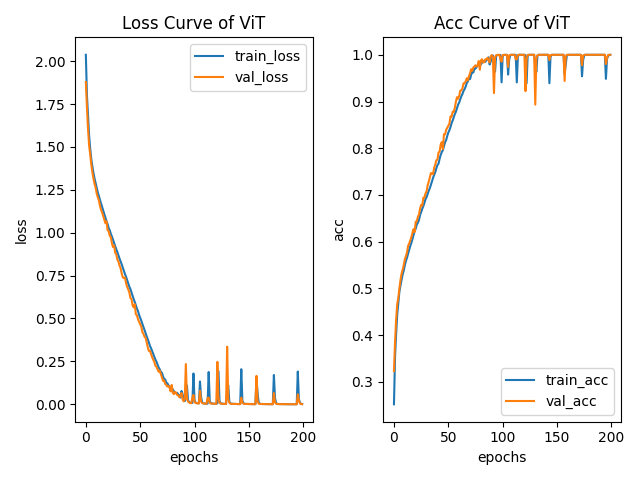 Loss Curve of ViT
train_loss
val_loss
2.00
1.75
1.50
1.25
1.00
0.75
0.50
0.25
0.00
loss
0 50 100 150 200
epochs
Acc Curve of ViT
1.0
0.9
0.8
0.7
0.6
0.5
0.4
0.3
acc
train_acc
val_acc
0 50 100 150 200
epochs